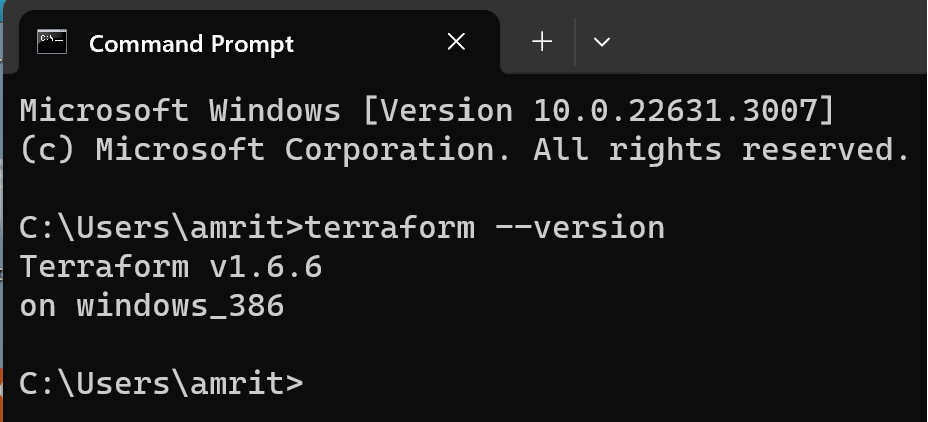 Command Prompt
Microsoft Windows [Version 10.0.22631.3007]
(c) Microsoft Corporation. All rights reserved.
C:\Users\amrit>terraform --version
Terraform v1.6.6
on windows_386
C:\Users\amrit>